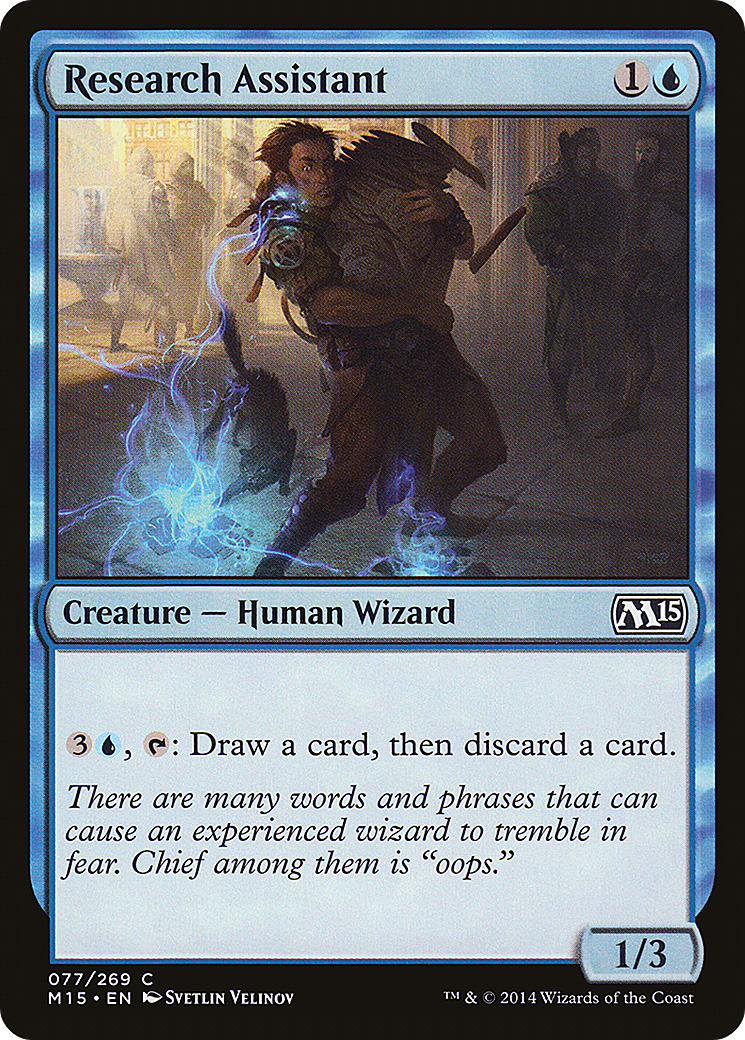 Research Assistant 1
Creature — Human Wizard M15
3 , : Draw a card, then discard a card.
There are many words and phrases that can
cause an experienced wizard to tremble in
fear. Chief among them is “oops.”
1/3
077/269 C
M15 • EN Svetlin Velinov ™ & © 2014 Wizards of the Coast